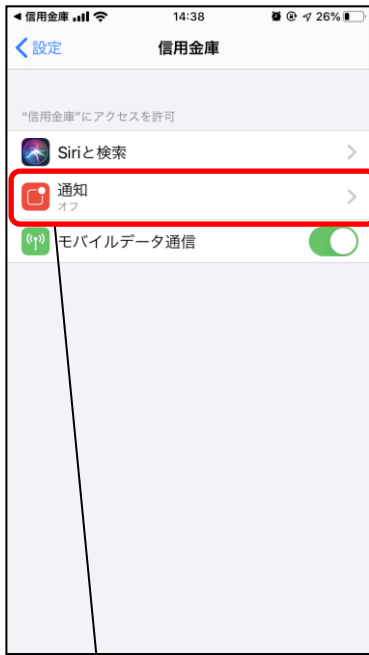 ◀信用金庫 14:38 26%
設定 信用金庫
"信用金庫"にアクセスを許可
Siriと検索
通知
オフ
モバイルデータ通信